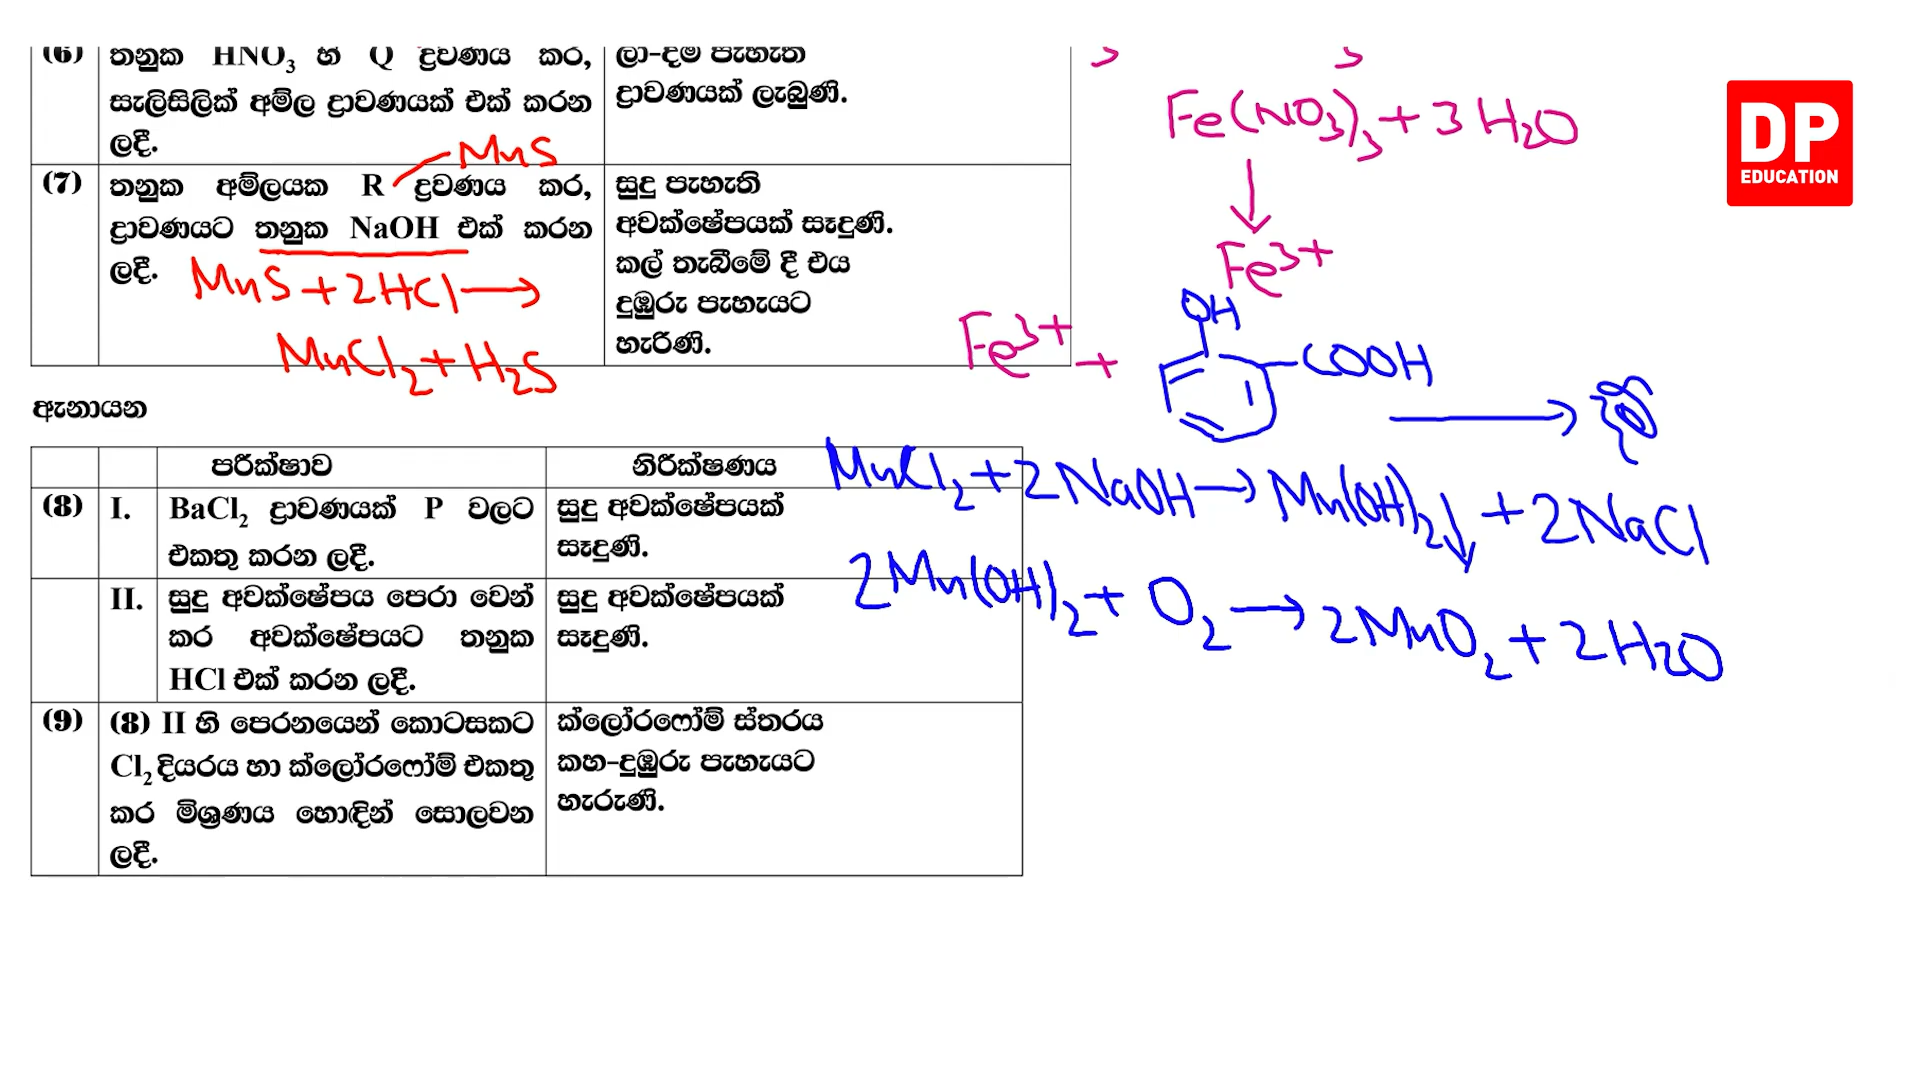 (6) තනුක HNO₃ හි Q ද්‍රවණය කර,
සැලිසිලික් අම්ල ද්‍රාවණයක් එක් කරන
ලදී.
ලා-දම් පැහැති
ද්‍රාවණයක් ලැබුණි.
(7) තනුක අම්ලයක R ද්‍රවණය කර,
ද්‍රාවණයට තනුක NaOH එක් කරන
ලදී.
සුදු පැහැති
අවක්ෂේපයක් සෑදුණි.
කල් තැබීමේ දී එය
දුඹුරු පැහැයට
හැරිණි.
MnS
MnS + 2HCl →
MnCl₂ + H₂S
3 3
Fe(NO₃)₃ + 3H₂O
↓
Fe³⁺
Fe³⁺ +
OH
COOH
→
DP
EDUCATION
ඇනායන
පරීක්ෂාව නිරීක්ෂණය
(8) I. BaCl₂ ද්‍රාවණයක් P වලට
එකතු කරන ලදී.
සුදු අවක්ෂේපයක්
සෑදුණි.
II. සුදු අවක්ෂේපය පෙරා වෙන්
කර අවක්ෂේපයට තනුක
HCl එක් කරන ලදී.
සුදු අවක්ෂේපයක්
සෑදුණි.
(9) (8) II හි පෙරනයෙන් කොටසකට
Cl₂ දියරය හා ක්ලෝරෆෝම් එකතු
කර මිශ්‍රණය හොඳින් සොලවන
ලදී.
ක්ලෝරෆෝම් ස්තරය
කහ-දුඹුරු පැහැයට
හැරුණි.
MnCl₂ + 2NaOH → Mn(OH)₂↓ + 2NaCl
2Mn(OH)₂ + O₂ → 2MnO₂ + 2H₂O